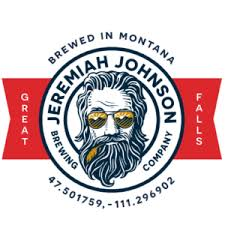 BREWED IN MONTANA
JEREMIAH JOHNSON
BREWING
COMPANY
GREAT
FALLS
47.501759,-111.296902